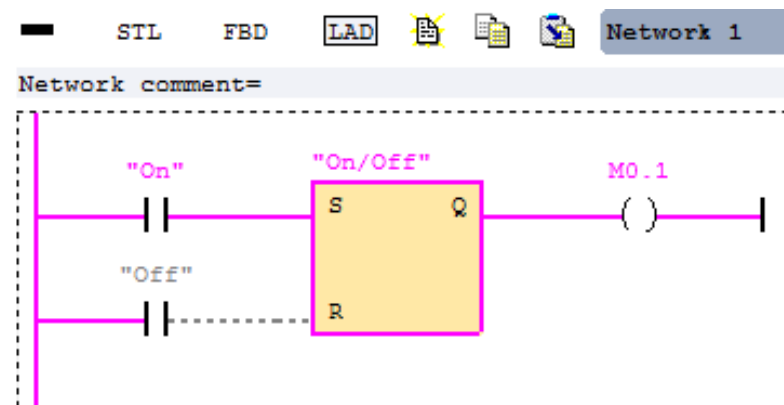 STL FBD LAD Network 1
Network comment=
"On" "On/Off" M0.1
S Q
"Off"
R